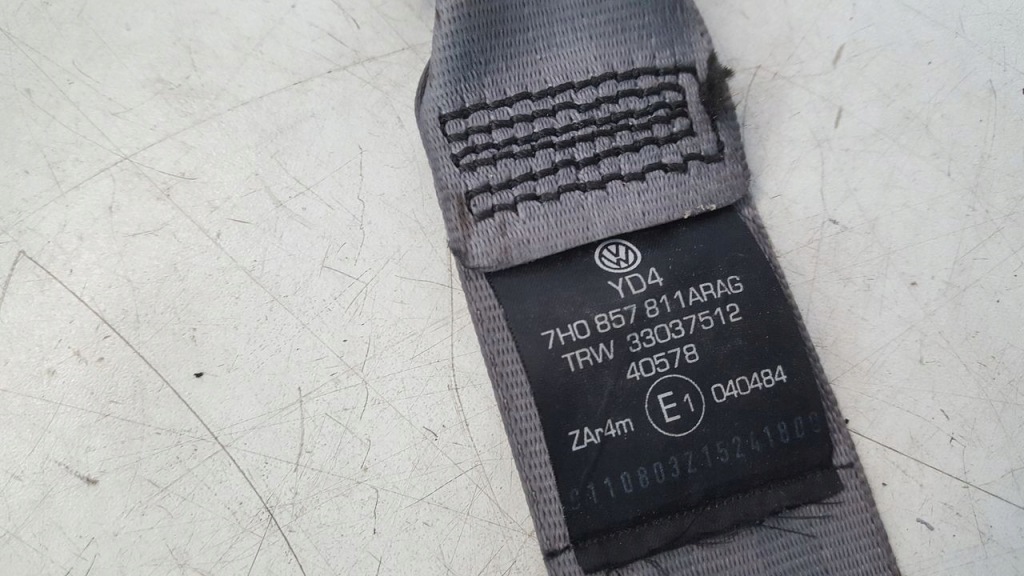 YD4
7H0 857 811ARAG
TRW 33037512
40578
ZAr4m E1 040484